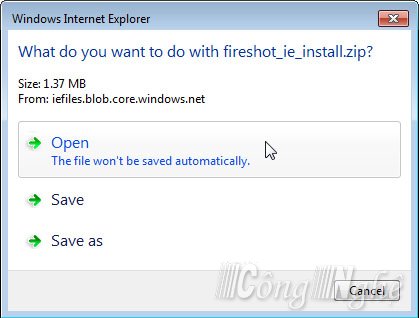 Windows Internet Explorer
What do you want to do with fireshot_ie_install.zip?
Size: 1.37 MB
From: iefiles.blob.core.windows.net
Open
The file won't be saved automatically.
Save
Save as
Công Nghệ
Cancel